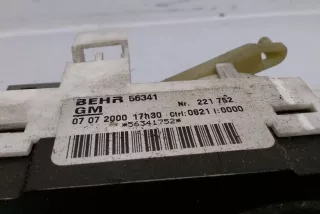 BEHR 56341 Nr. 221 752
GM
07 07 2000 17h30 Ctrl:0821 I:0000
*56341752*